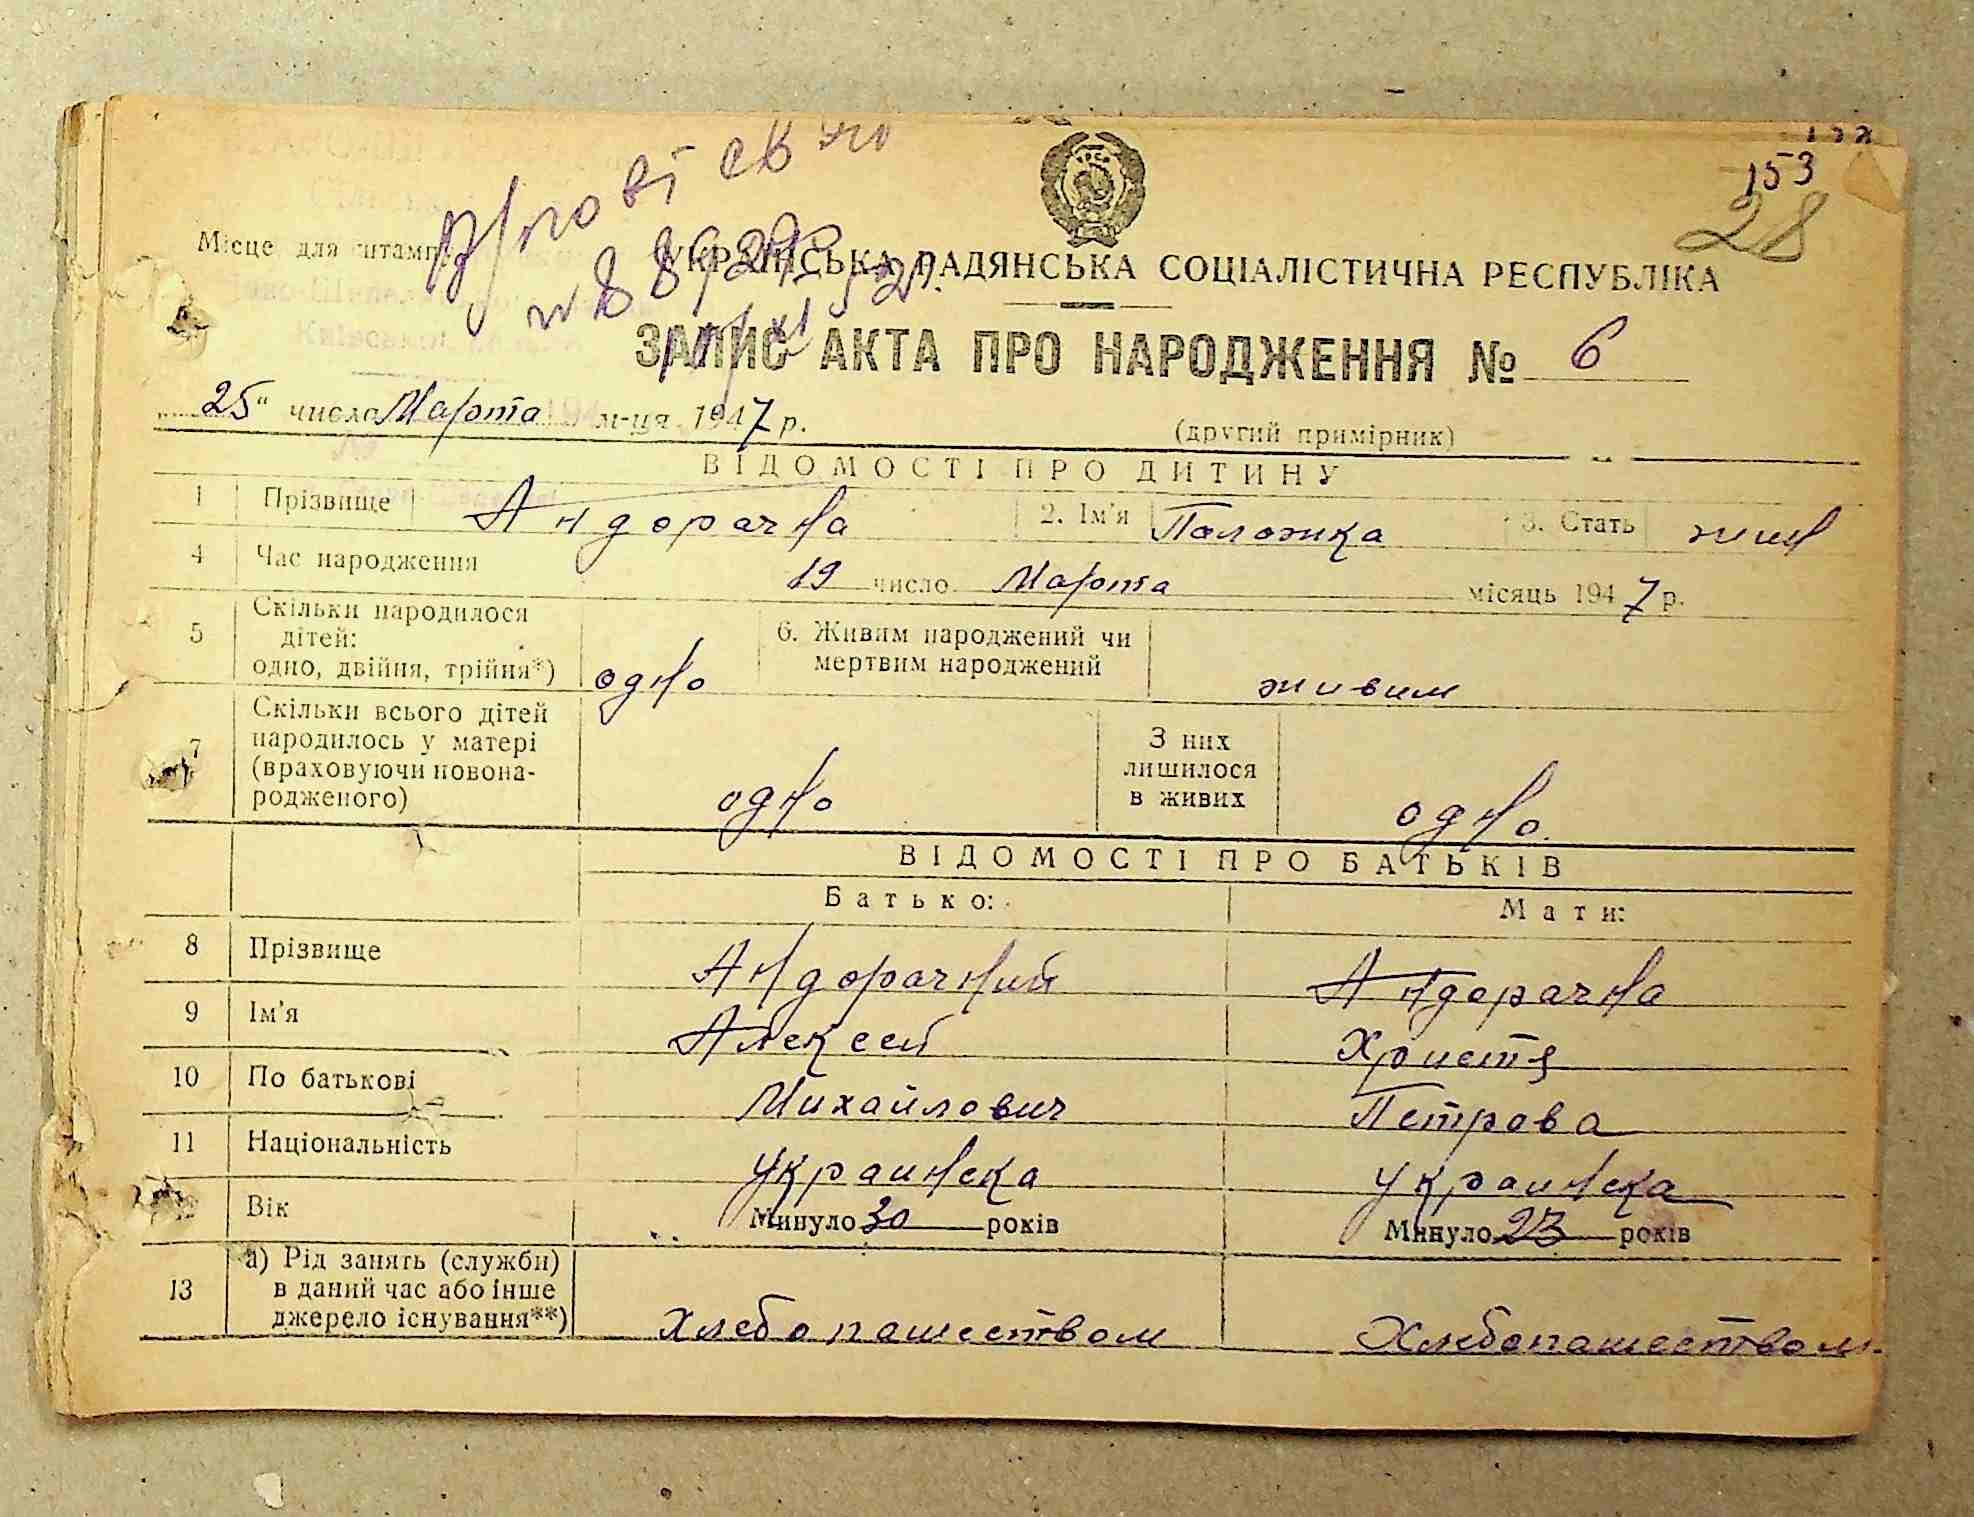 153
28
Місце для штампу
УКРАЇНСЬКА РАДЯНСЬКА СОЦІАЛІСТИЧНА РЕСПУБЛІКА
ЗАПИС АКТА ПРО НАРОДЖЕННЯ № 6
„25“ числа Марта м-ця 1947 р.
(другий примірник)
ВІДОМОСТІ ПРО ДИТИНУ
1 Прізвище Андорачна 2. Ім'я Палажка 3. Стать
4 Час народження 19 число Марта місяць 1947 р.
5 Скільки народилося дітей: одно, двійня, трійня*) одно 6. Живим народжений чи мертвим народжений живим
7 Скільки всього дітей народилось у матері (враховуючи новонародженого) одно З них лишилося в живих одно.
ВІДОМОСТІ ПРО БАТЬКІВ
Батько: Мати:
8 Прізвище Андорачний Андорачна
9 Ім'я Алексей Христя
10 По батькові Михайлович Петрова
11 Національність украинска украинска
12 Вік Минуло 30 років Минуло 23 років
13 а) Рід занять (служби) в даний час або інше джерело існування**) хлебопашеством Хлебопашеством